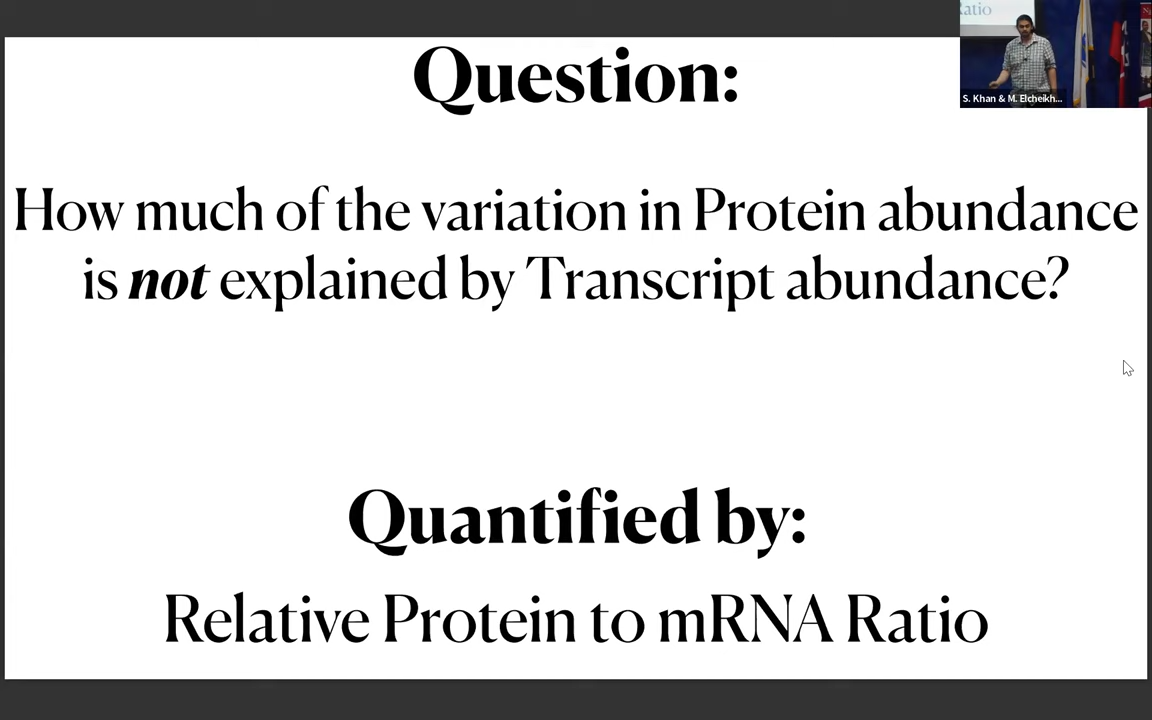 Question:
How much of the variation in Protein abundance
is not explained by Transcript abundance?
Quantified by:
Relative Protein to mRNA Ratio
Ratio
S. Khan & M. Elcheikh...